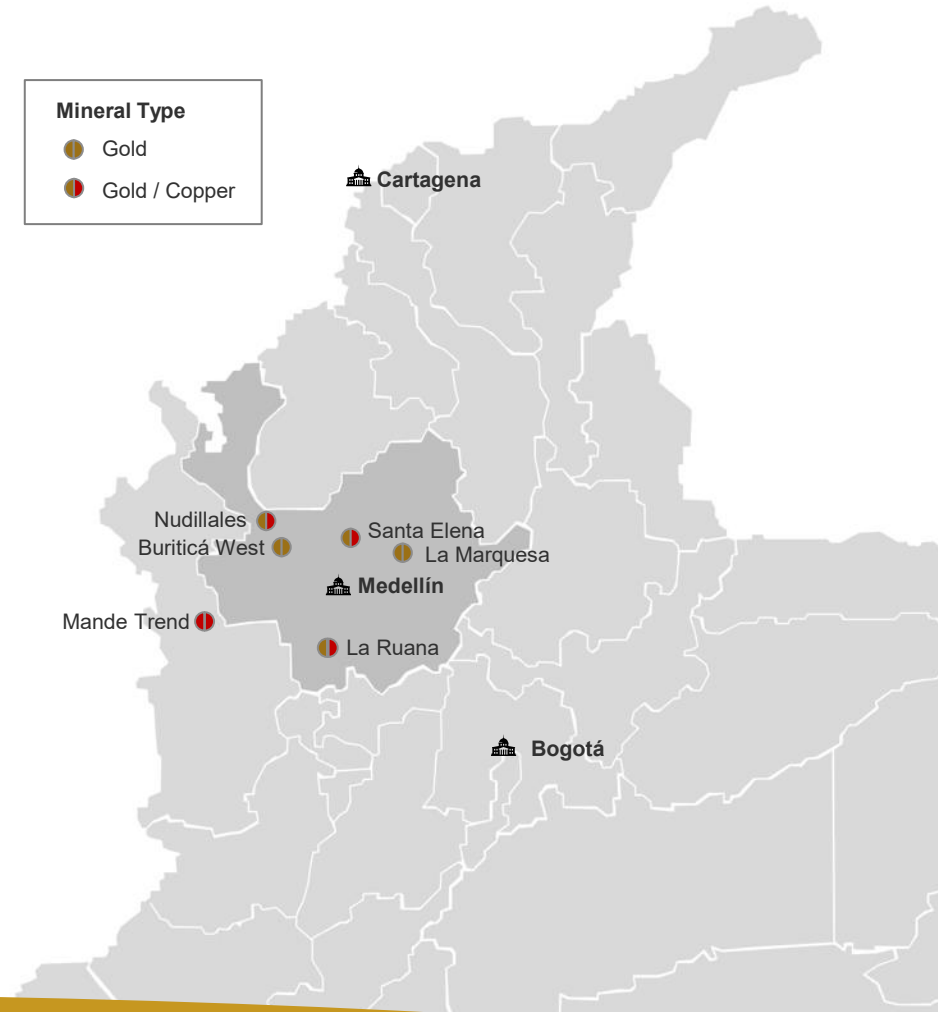 Mineral Type
Gold
Gold / Copper
Cartagena
Nudillales
Santa Elena
Buriticá West
La Marquesa
Medellín
Mande Trend
La Ruana
Bogotá